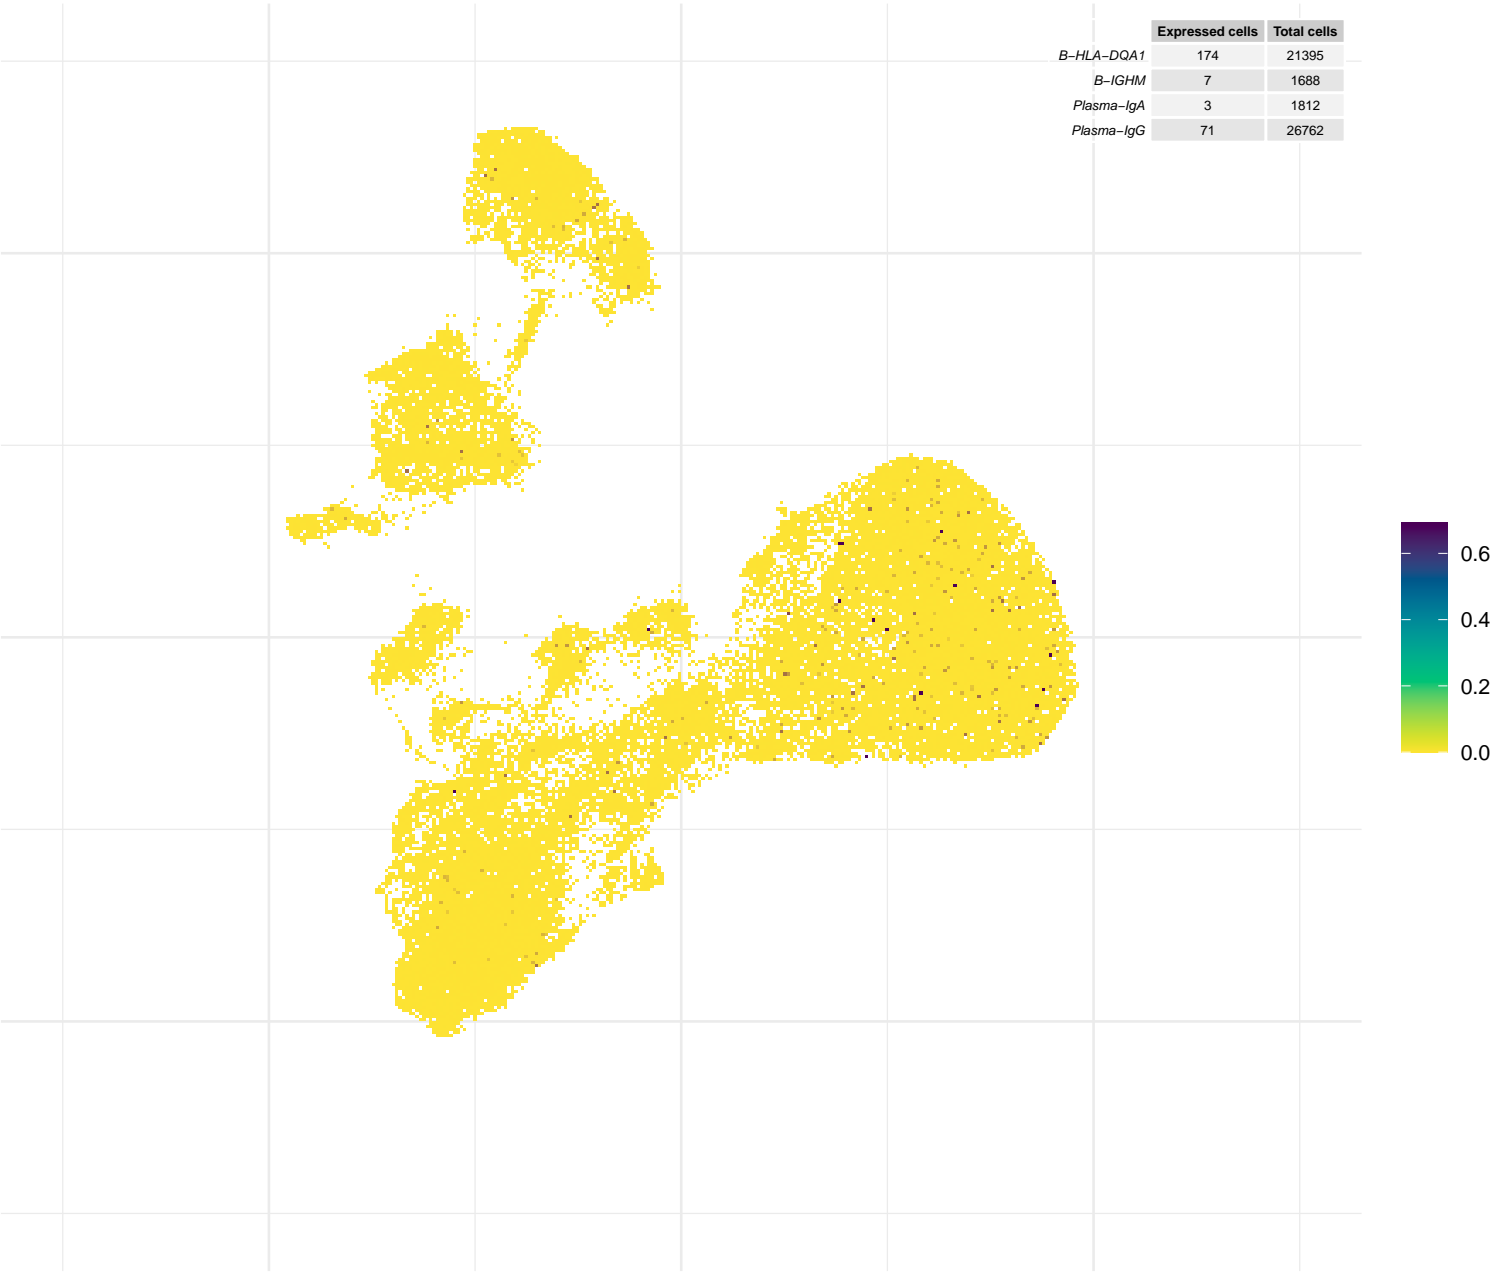 Expressed cells Total cells
B−HLA−DQA1 174 21395
B−IGHM 7 1688
Plasma−IgA 3 1812
Plasma−IgG 71 26762
0.6
0.4
0.2
0.0